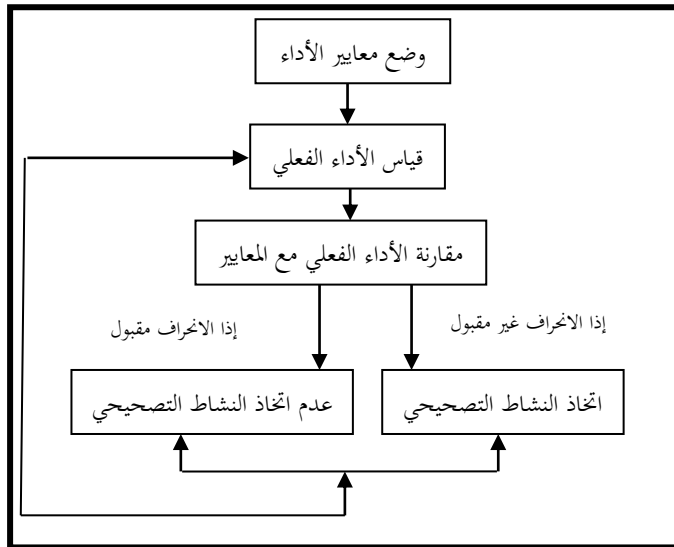 وضع معايير الأداء
قياس الأداء الفعلي
مقارنة الأداء الفعلي مع المعايير
إذا الانحراف غير مقبول
إذا الانحراف مقبول
اتخاذ النشاط التصحيحي
عدم اتخاذ النشاط التصحيحي